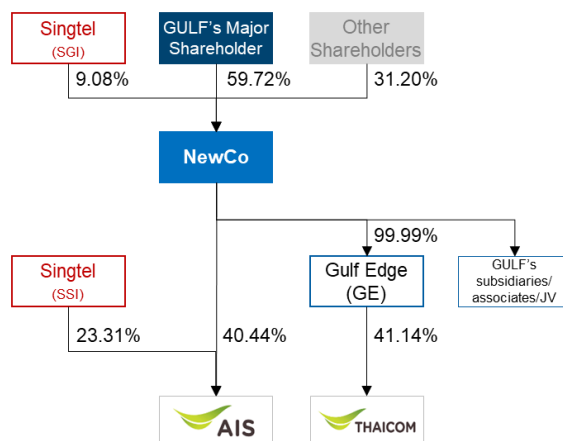 Singtel
(SGI)
GULF's Major
Shareholder
Other
Shareholders
9.08%
59.72%
31.20%
NewCo
99.99%
Singtel
(SSI)
Gulf Edge
(GE)
GULF's
subsidiaries/
associates/JV
23.31%
40.44%
41.14%
AIS
THAICOM